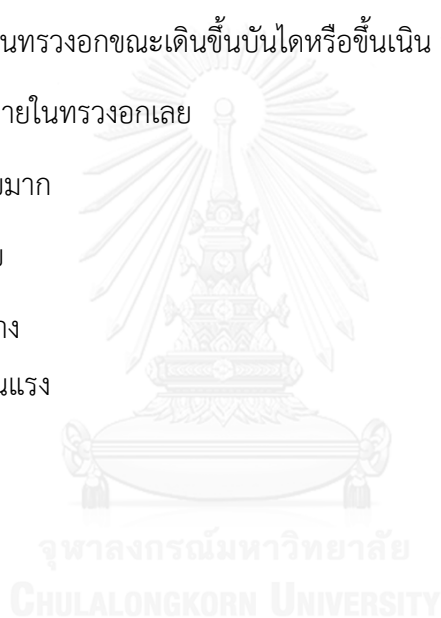 นทรวงอกขณะเดินขึ้นบันไดหรือขึ้นเนิน
ายในทรวงอกเลย
มาก
าง
นแรง
จุฬาลงกรณ์มหาวิทยาลัย
CHULALONGKORN UNIVERSITY